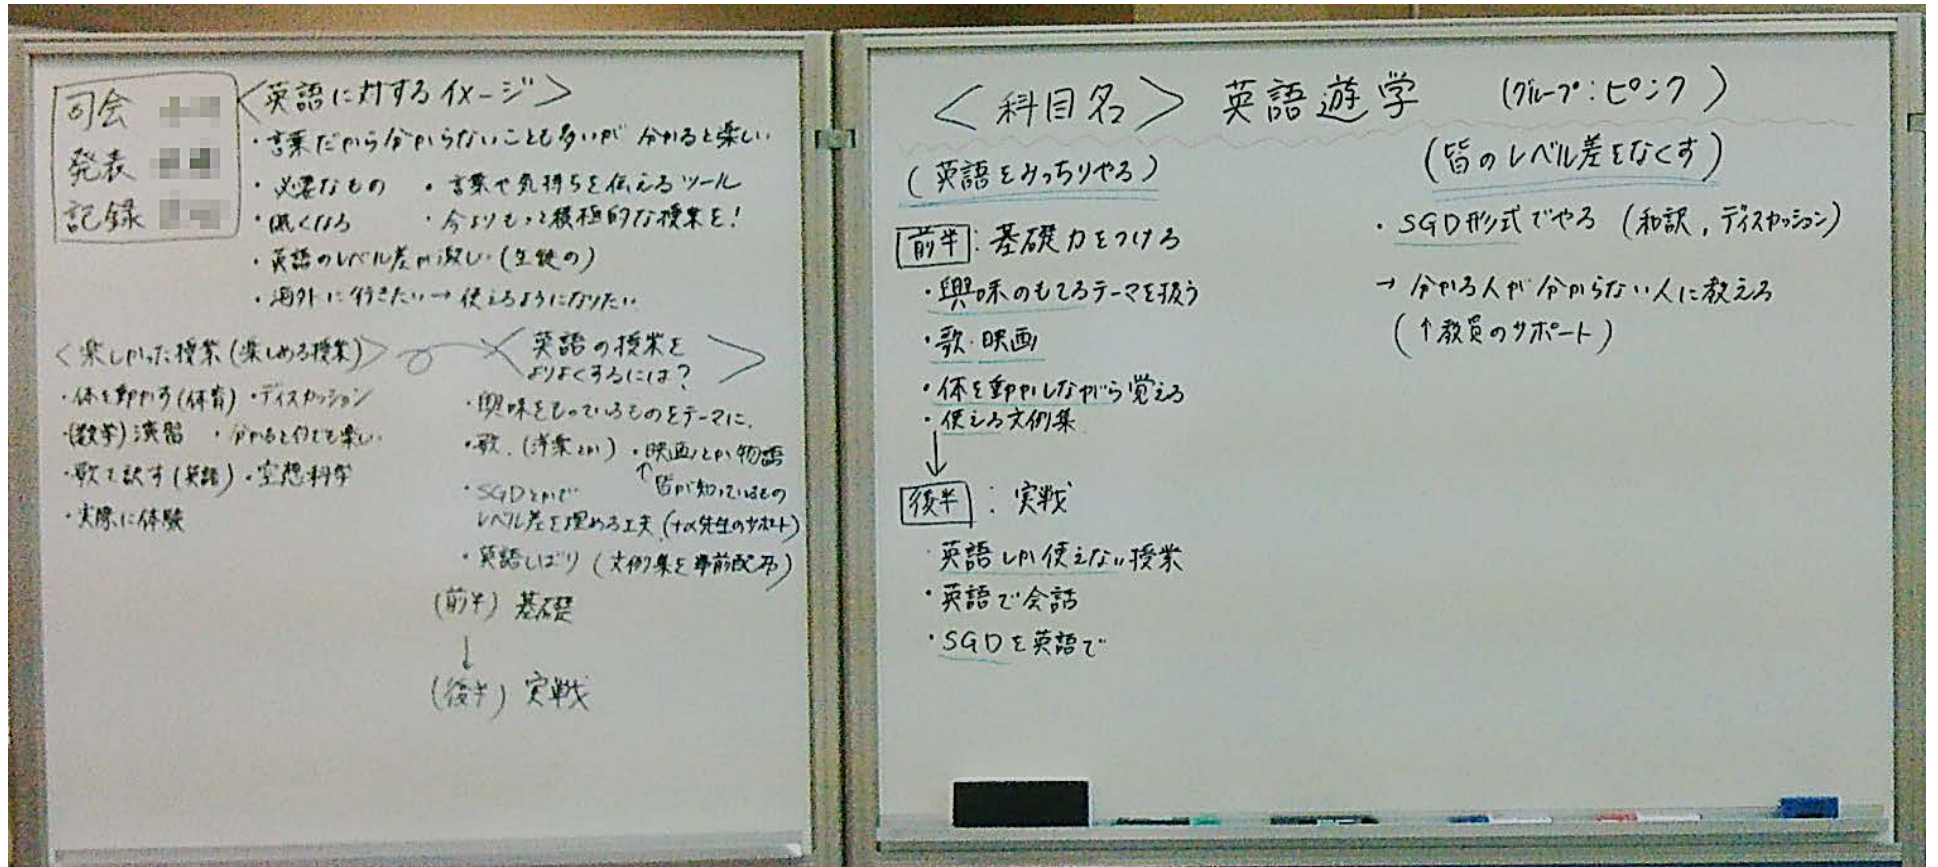 司会
発表
記録
<英語に対するイメージ>
・言葉だから分からないことも多いが 分かると楽しい
・必要なもの ・言葉や気持ちを伝えるツール
・眠くなる ・今よりもっと積極的な授業を!
・英語のレベル差が激しい(生徒の)
・海外に行きたい→使えるようになりたい
<楽しかった授業(楽しめる授業)>
・体を動かす(体育) ・ディスカッション
・(数学)演習 ・分かると何でも楽しい
・歌を訳す(英語) ・空想科学
・実際に体験
<英語の授業を
よりよくするには?>
・興味をもっているものをテーマに.
・歌.(洋楽とか) ・映画とか物語
↑皆が知っているもの
・SGDとかで
レベル差を埋める工夫.(+α先生のサポート)
・英語しばり(文例集を事前配布)
(前半) 基礎
↓
(後半) 実戦
<科目名> 英語遊学 (グループ:ピンク)
(英語をみっちりやる)
前半:基礎力をつける
・興味のもてるテーマを扱う
・歌・映画
・体を動かしながら覚える
・使える文例集
↓
後半:実戦
・英語しか使えない授業
・英語で会話
・SGDを英語で
(皆のレベル差をなくす)
・SGD形式でやる(和訳,ディスカッション)
→分かる人が分からない人に教える
(↑教員のサポート)